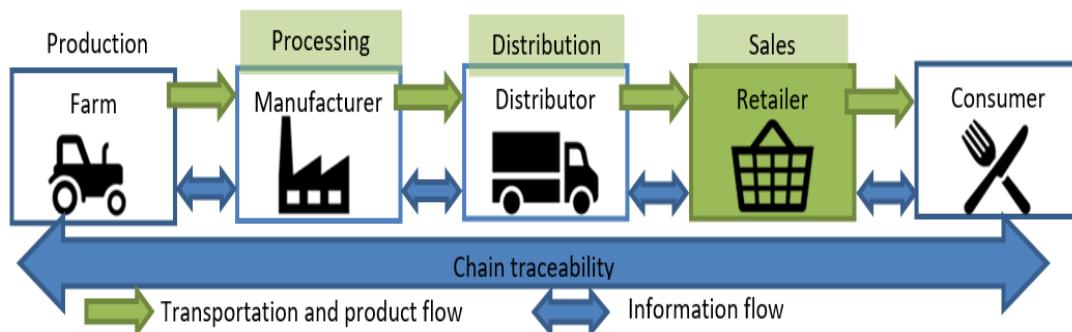 Production
Processing
Distribution
Sales
Farm
Manufacturer
Distributor
Retailer
Consumer
Chain traceability
Transportation and product flow
Information flow